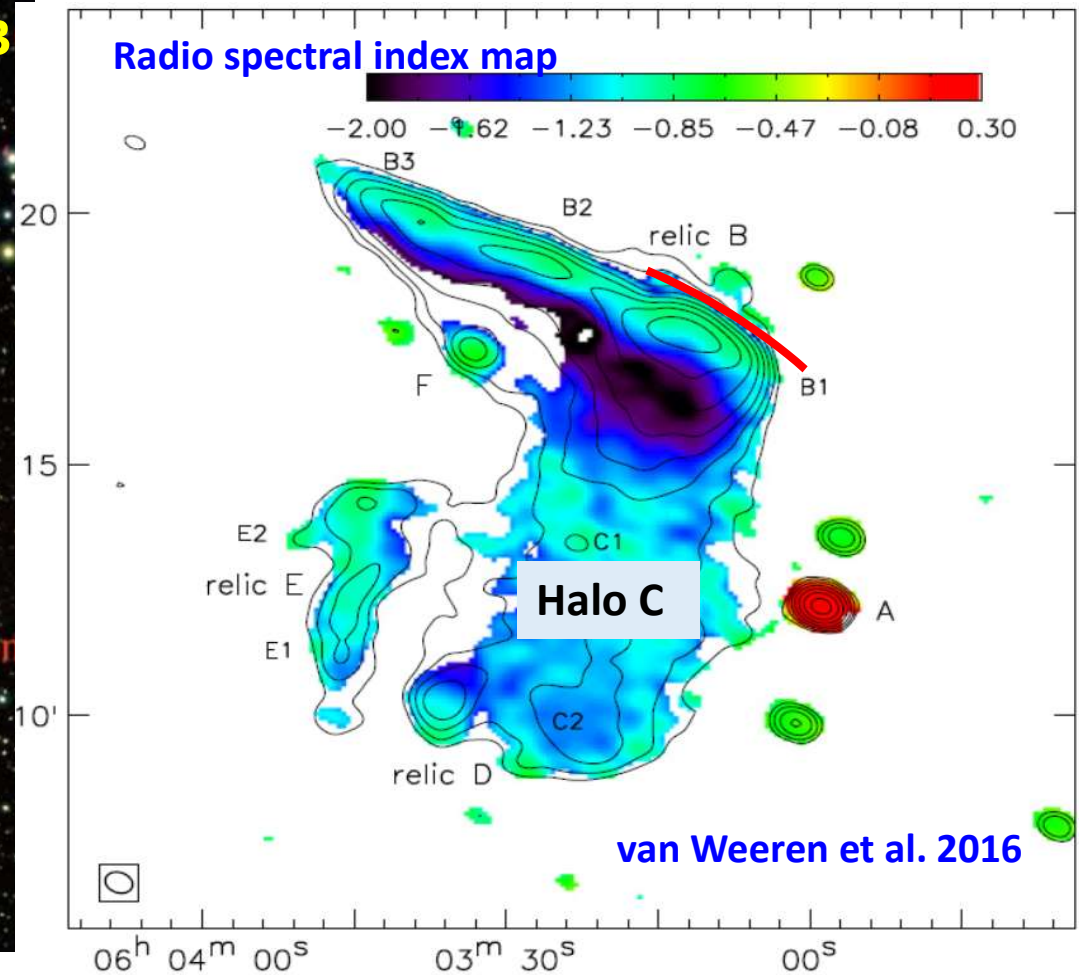 3
Radio spectral index map
−2.00 −1.62 −1.23 −0.85 −0.47 −0.08 0.30
B3
B2
20
relic B
F
B1
15
E2
C1
relic E
Halo C
A
E1
10'
C2
relic D
van Weeren et al. 2016
06h 04m 00s 03m 30s 00s